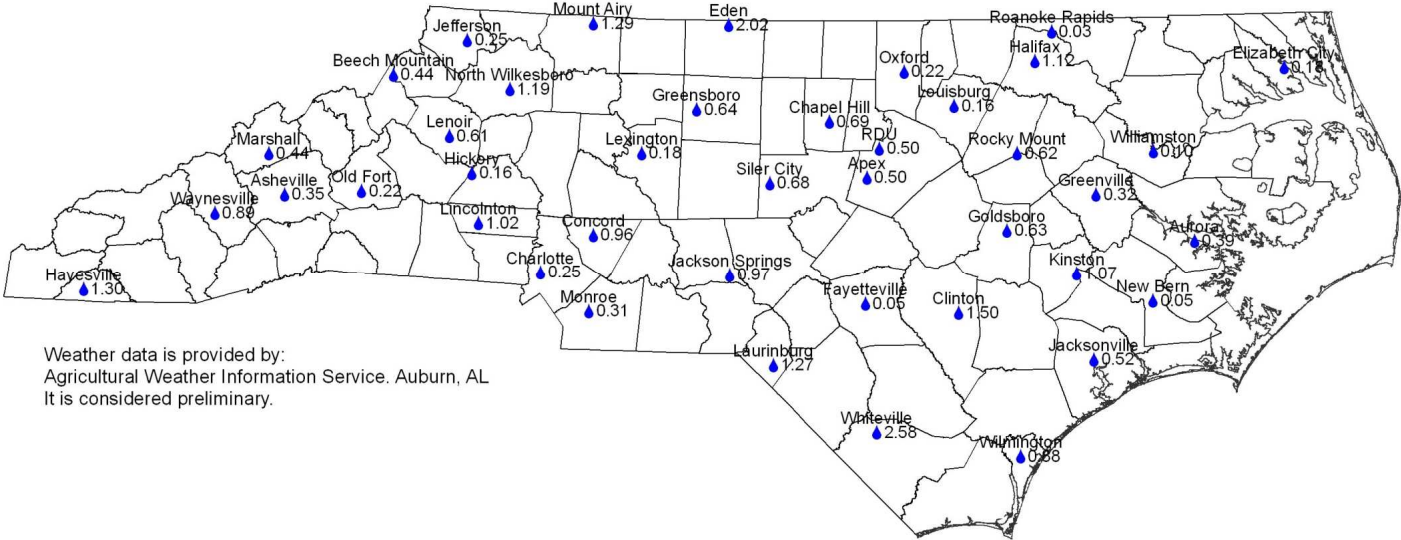 Mount Airy
1.29
Eden
2.02
Roanoke Rapids
0.03
Jefferson
0.25
Halifax
1.12
Elizabeth City
0.18
Beech Mountain
0.44
North Wilkesboro
1.19
Oxford
0.22
Greensboro
0.64
Louisburg
0.16
Chapel Hill
0.69
Lenoir
0.61
RDU
0.50
Marshall
0.44
Lexington
0.18
Rocky Mount
0.62
Williamston
0.10
Hickory
0.16
Siler City
0.68
Apex
0.50
Asheville
0.35
Old Fort
0.22
Greenville
0.32
Waynesville
0.89
Lincolnton
1.02
Concord
0.96
Goldsboro
0.63
Aurora
0.39
Charlotte
0.25
Jackson Springs
0.97
Kinston
1.07
Hayesville
1.30
Monroe
0.31
Fayetteville
0.05
Clinton
1.50
New Bern
0.05
Laurinburg
1.27
Jacksonville
0.52
Weather data is provided by:
Agricultural Weather Information Service. Auburn, AL
It is considered preliminary.
Whiteville
2.58
Wilmington